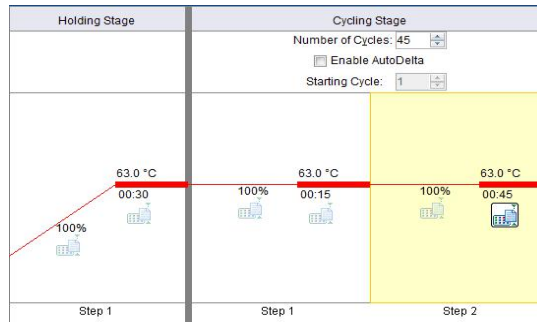 Holding Stage
Cycling Stage
Number of Cycles: 45
Enable AutoDelta
Starting Cycle: 1
63.0 °C
00:30
100%
63.0 °C
100%
00:15
63.0 °C
100%
00:45
Step 1
Step 1
Step 2